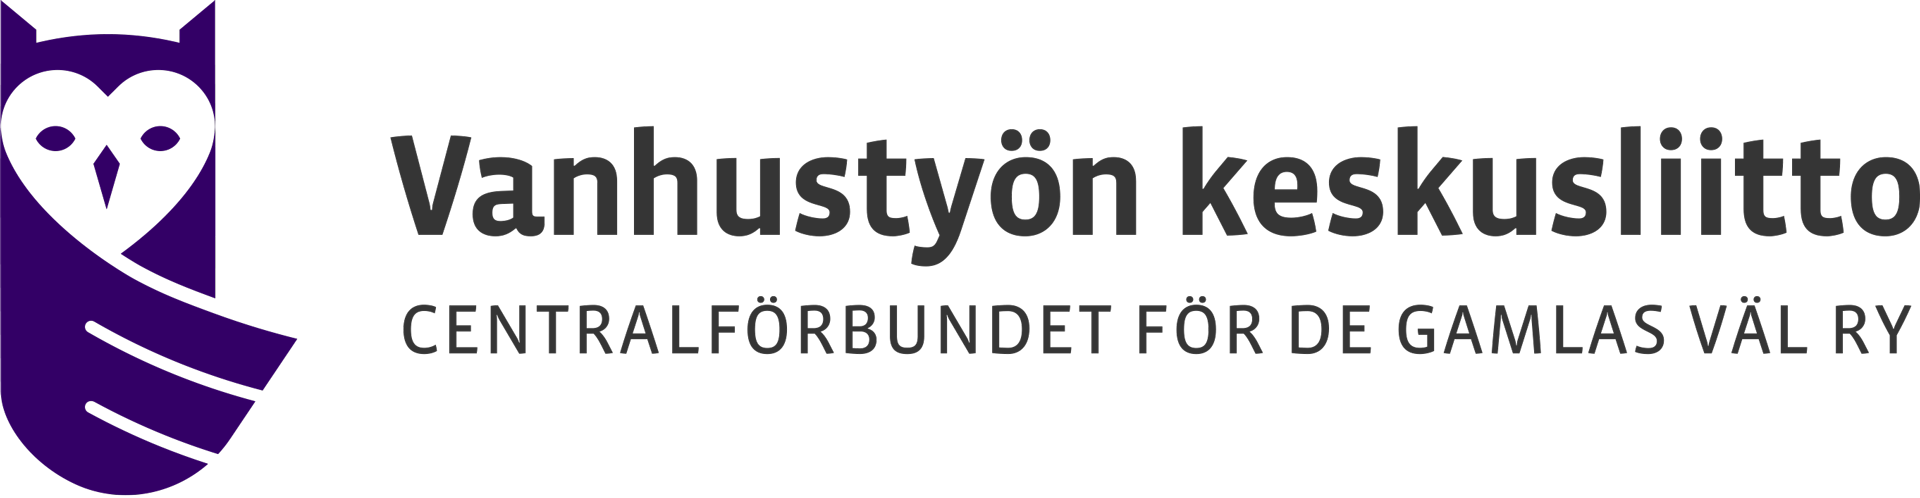 Vanhustyön keskusliitto
CENTRALFÖRBUNDET FÖR DE GAMLAS VÄL RY